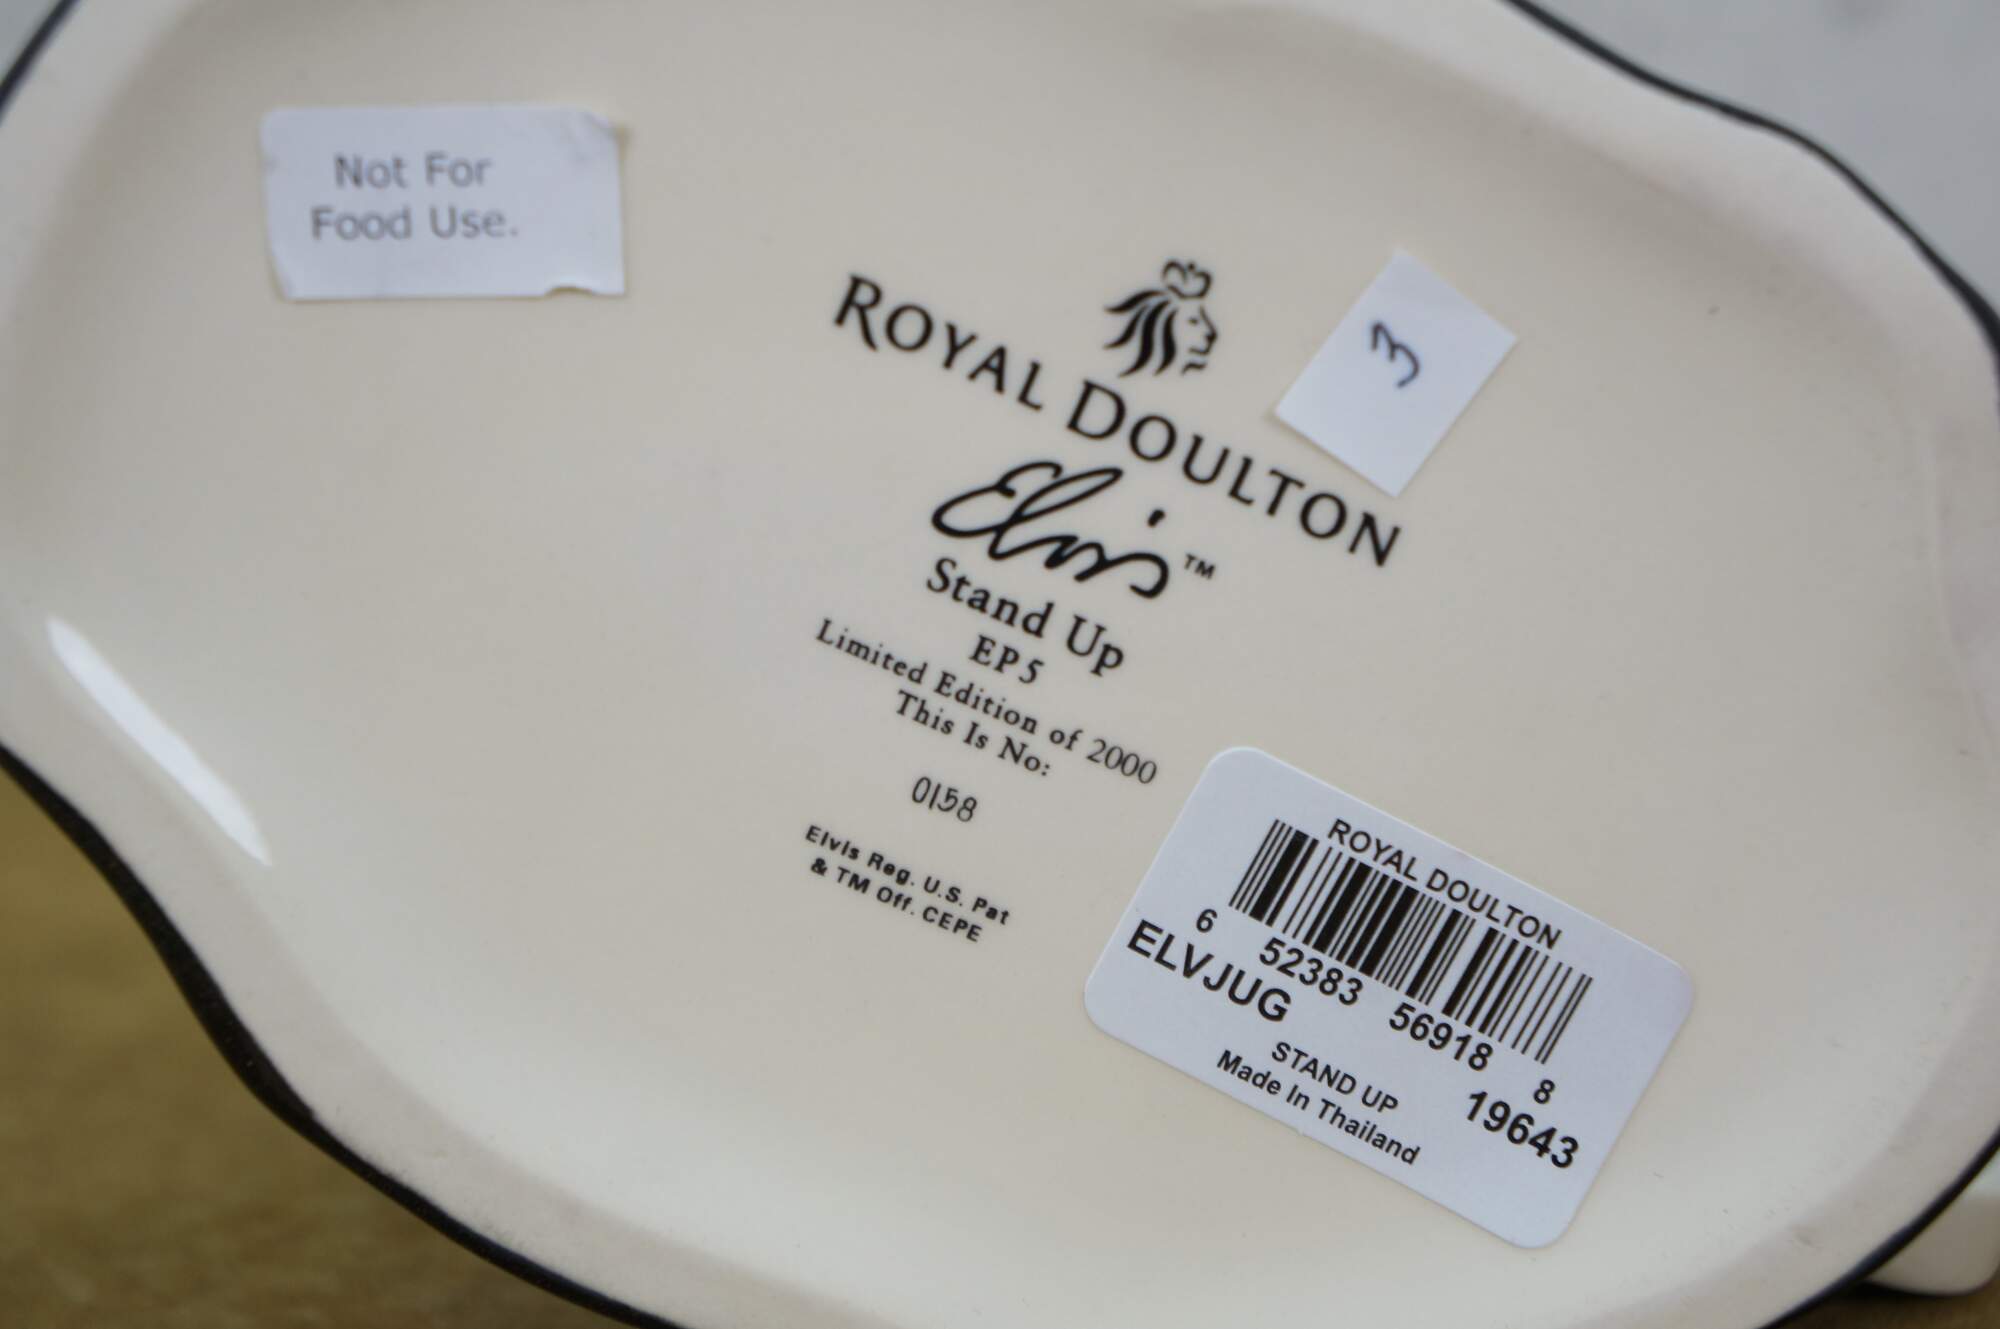 Not For
Food Use.
ROYAL DOULTON
3
Elvis™
Stand Up
EP5
Limited Edition of 2000
This Is No:
0158
Elvis Reg. U.S. Pat
& TM Off. CEPE
ROYAL DOULTON
6 52383 56918 8
ELVJUG 19643
STAND UP
Made In Thailand